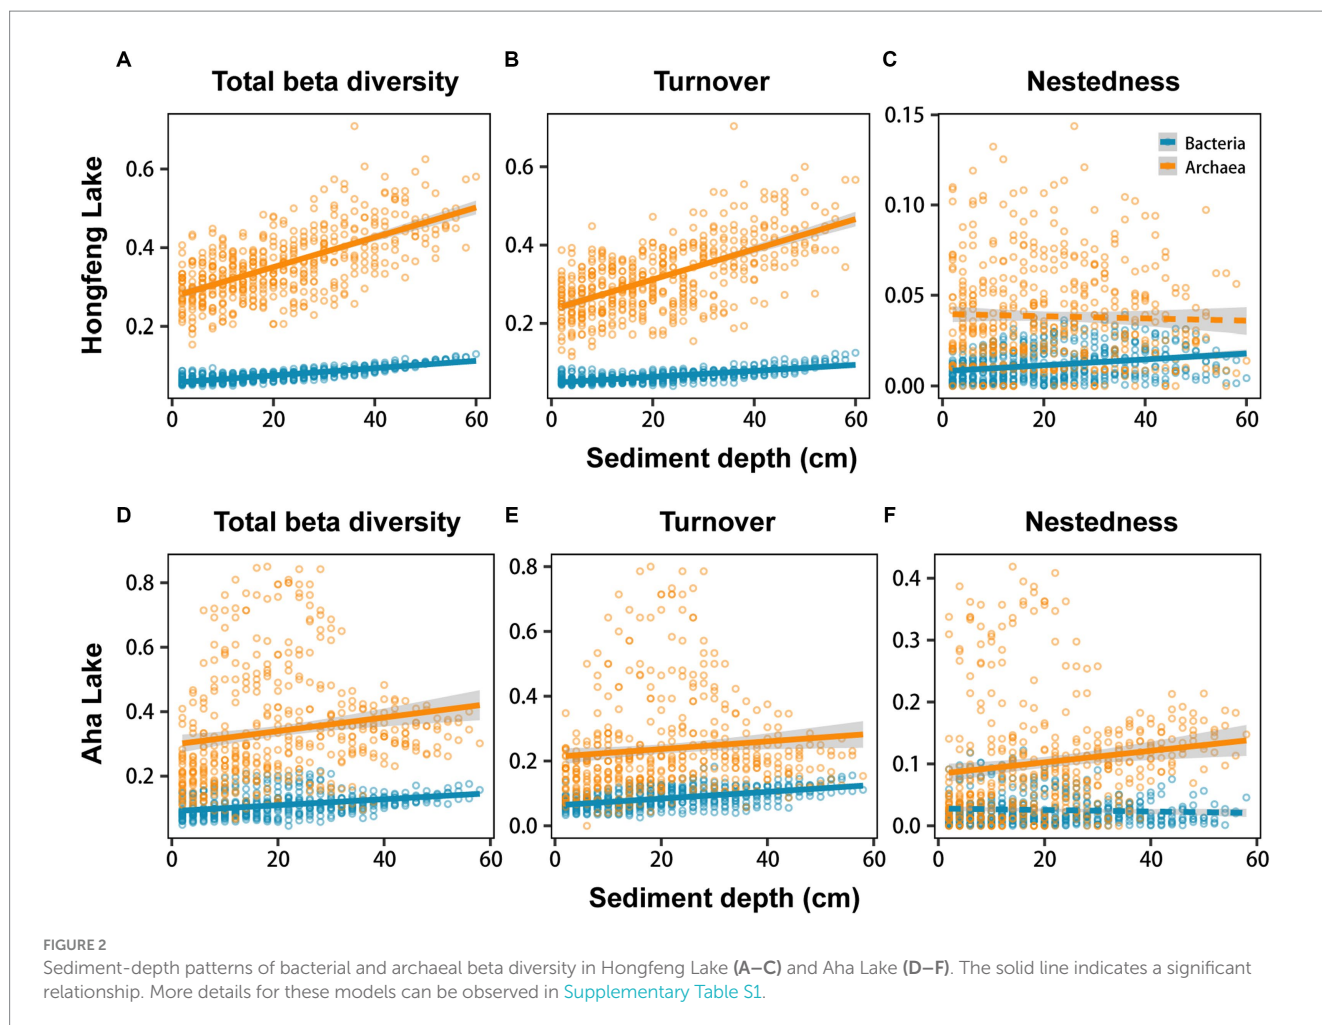 A
Total beta diversity
B
Turnover
C
Nestedness
Hongfeng Lake
0.6
0.4
0.2
0
20
40
60
0.6
0.4
0.2
0
20
40
60
0.15
0.10
0.05
0.00
0
20
40
60
Bacteria
Archaea
Sediment depth (cm)
D
Total beta diversity
E
Turnover
F
Nestedness
Aha Lake
0.8
0.6
0.4
0.2
0
20
40
60
0.8
0.6
0.4
0.2
0.0
0
20
40
60
0.4
0.3
0.2
0.1
0.0
0
20
40
60
Sediment depth (cm)
FIGURE 2
Sediment-depth patterns of bacterial and archaeal beta diversity in Hongfeng Lake (A–C) and Aha Lake (D–F). The solid line indicates a significant
relationship. More details for these models can be observed in Supplementary Table S1.